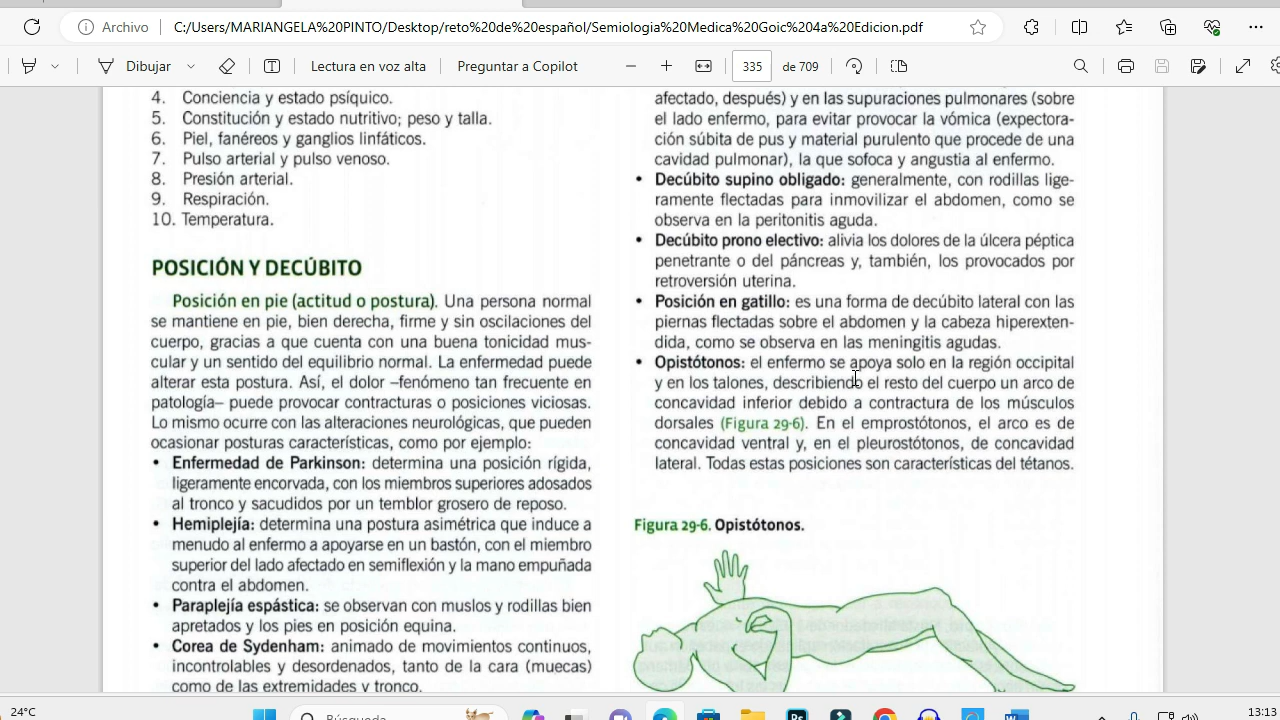 Archivo
C:/Users/MARIANGELA%20PINTO/Desktop/reto%20de%20español/Semiologia%20Medica%20Goic%204a%20Edicion.pdf
Dibujar
Lectura en voz alta
Preguntar a Copilot
335
de 709
4. Conciencia y estado psíquico.
5. Constitución y estado nutritivo; peso y talla.
6. Piel, fanéreos y ganglios linfáticos.
7. Pulso arterial y pulso venoso.
8. Presión arterial.
9. Respiración.
10. Temperatura.
POSICIÓN Y DECÚBITO
Posición en pie (actitud o postura). Una persona normal
se mantiene en pie, bien derecha, firme y sin oscilaciones del
cuerpo, gracias a que cuenta con una buena tonicidad mus-
cular y un sentido del equilibrio normal. La enfermedad puede
alterar esta postura. Así, el dolor –fenómeno tan frecuente en
patología– puede provocar contracturas o posiciones viciosas.
Lo mismo ocurre con las alteraciones neurológicas, que pueden
ocasionar posturas características, como por ejemplo:
• Enfermedad de Parkinson: determina una posición rígida,
ligeramente encorvada, con los miembros superiores adosados
al tronco y sacudidos por un temblor grosero de reposo.
• Hemiplejía: determina una postura asimétrica que induce a
menudo al enfermo a apoyarse en un bastón, con el miembro
superior del lado afectado en semiflexión y la mano empuñada
contra el abdomen.
• Paraplejía espástica: se observan con muslos y rodillas bien
apretados y los pies en posición equina.
• Corea de Sydenham: animado de movimientos continuos,
incontrolables y desordenados, tanto de la cara (muecas)
como de las extremidades y tronco.
afectado, después) y en las supuraciones pulmonares (sobre
el lado enfermo, para evitar provocar la vómica (expectora-
ción súbita de pus y material purulento que procede de una
cavidad pulmonar), la que sofoca y angustia al enfermo.
• Decúbito supino obligado: generalmente, con rodillas lige-
ramente flectadas para inmovilizar el abdomen, como se
observa en la peritonitis aguda.
• Decúbito prono electivo: alivia los dolores de la úlcera péptica
penetrante o del páncreas y, también, los provocados por
retroversión uterina.
• Posición en gatillo: es una forma de decúbito lateral con las
piernas flectadas sobre el abdomen y la cabeza hiperexten-
dida, como se observa en las meningitis agudas.
• Opistótonos: el enfermo se apoya solo en la región occipital
y en los talones, describiendo el resto del cuerpo un arco de
concavidad inferior debido a contractura de los músculos
dorsales (Figura 29-6). En el emprostótonos, el arco es de
concavidad ventral y, en el pleurostótonos, de concavidad
lateral. Todas estas posiciones son características del tétanos.
Figura 29-6. Opistótonos.
24°C
Búsqueda
13:13